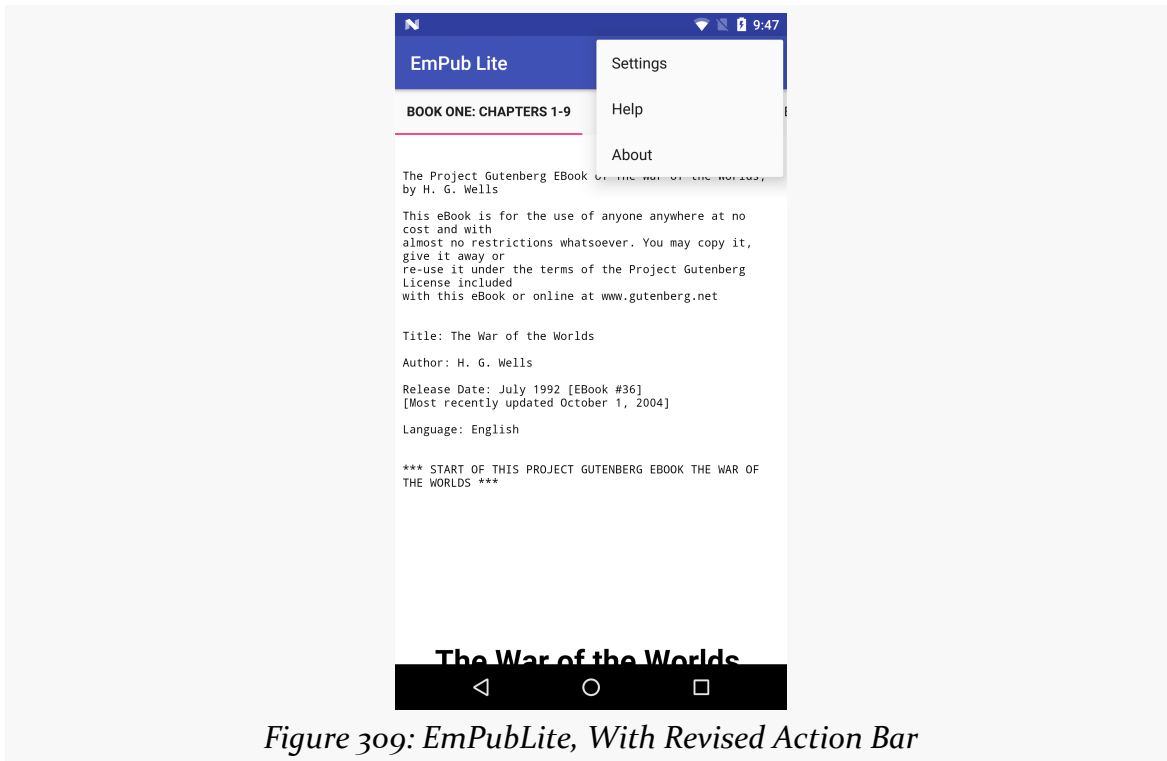 9:47
EmPub Lite
Settings
Help
About
BOOK ONE: CHAPTERS 1-9
The Project Gutenberg EBook of The War of the Worlds,
by H. G. Wells
This eBook is for the use of anyone anywhere at no
cost and with
almost no restrictions whatsoever. You may copy it,
give it away or
re-use it under the terms of the Project Gutenberg
License included
with this eBook or online at www.gutenberg.net
Title: The War of the Worlds
Author: H. G. Wells
Release Date: July 1992 [EBook #36]
[Most recently updated October 1, 2004]
Language: English
*** START OF THIS PROJECT GUTENBERG EBOOK THE WAR OF
THE WORLDS ***
The War of the Worlds
Figure 309: EmPubLite, With Revised Action Bar